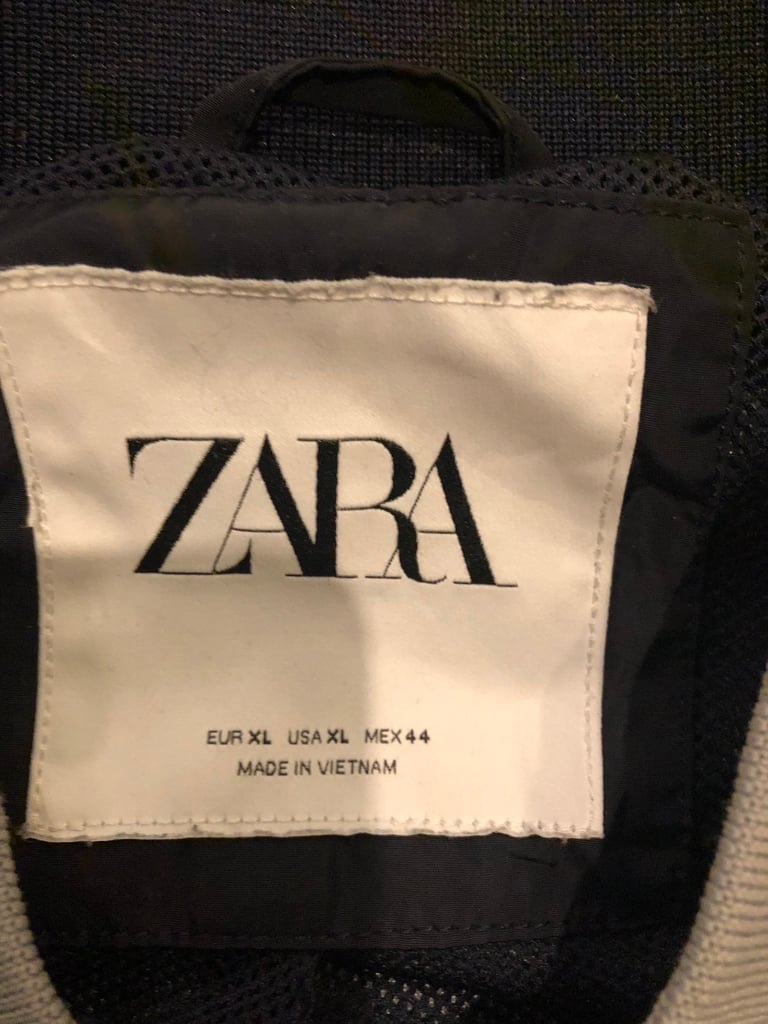 ZARA
EUR XL USA XL MEX 44
MADE IN VIETNAM